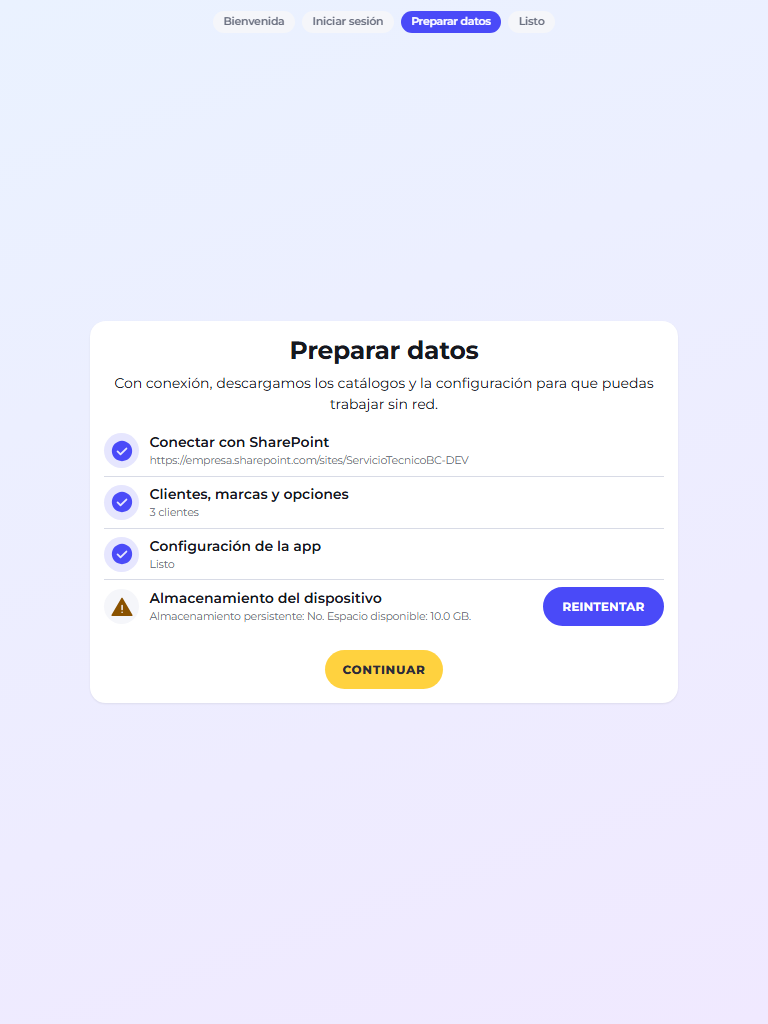 Bienvenida
Iniciar sesión
Preparar datos
Listo
Preparar datos
Con conexión, descargamos los catálogos y la configuración para que puedas
trabajar sin red.
Conectar con SharePoint
https://empresa.sharepoint.com/sites/ServicioTecnicoBC-DEV
Clientes, marcas y opciones
3 clientes
Configuración de la app
Listo
Almacenamiento del dispositivo
Almacenamiento persistente: No. Espacio disponible: 10.0 GB.
REINTENTAR
CONTINUAR